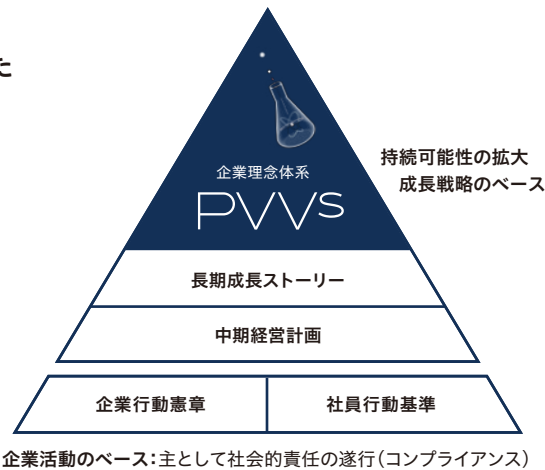 た
企業理念体系
PVVS
持続可能性の拡大
成長戦略のベース
長期成長ストーリー
中期経営計画
企業行動憲章
社員行動基準
企業活動のベース：主として社会的責任の遂行（コンプライアンス）